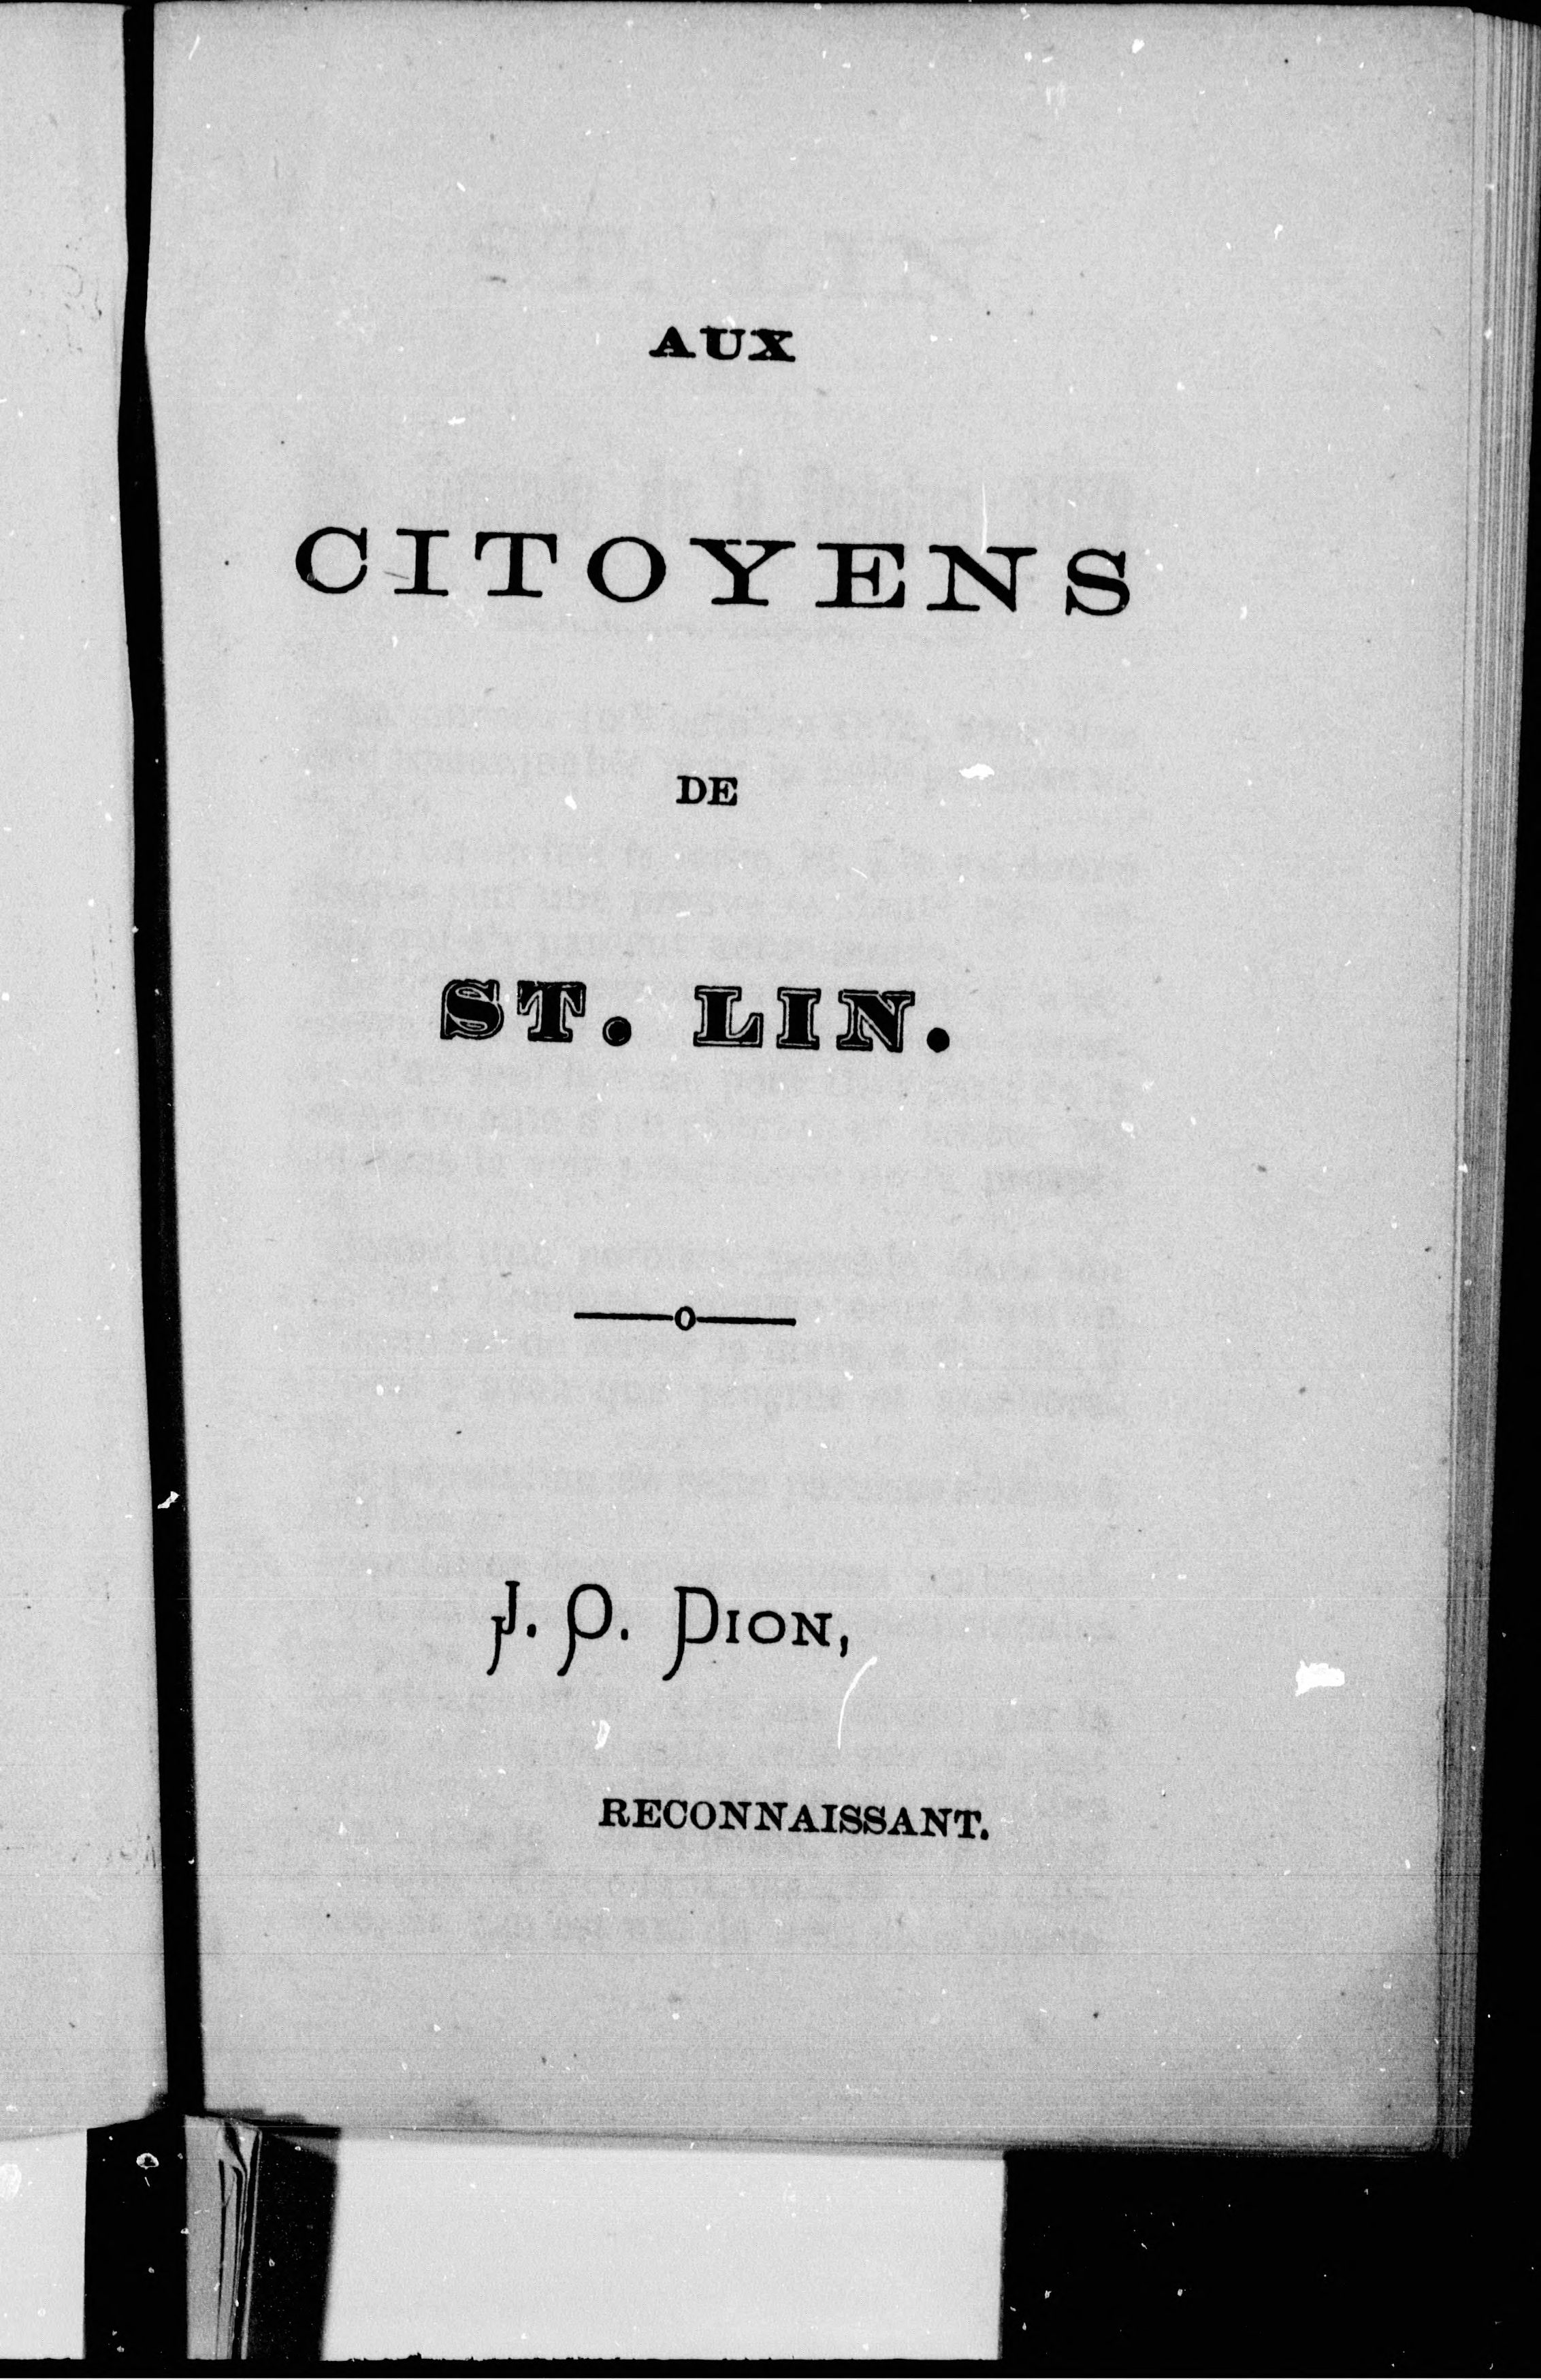 AUX
CITOYENS
DE
ST. LIN.
J. O. DION,
RECONNAISSANT.